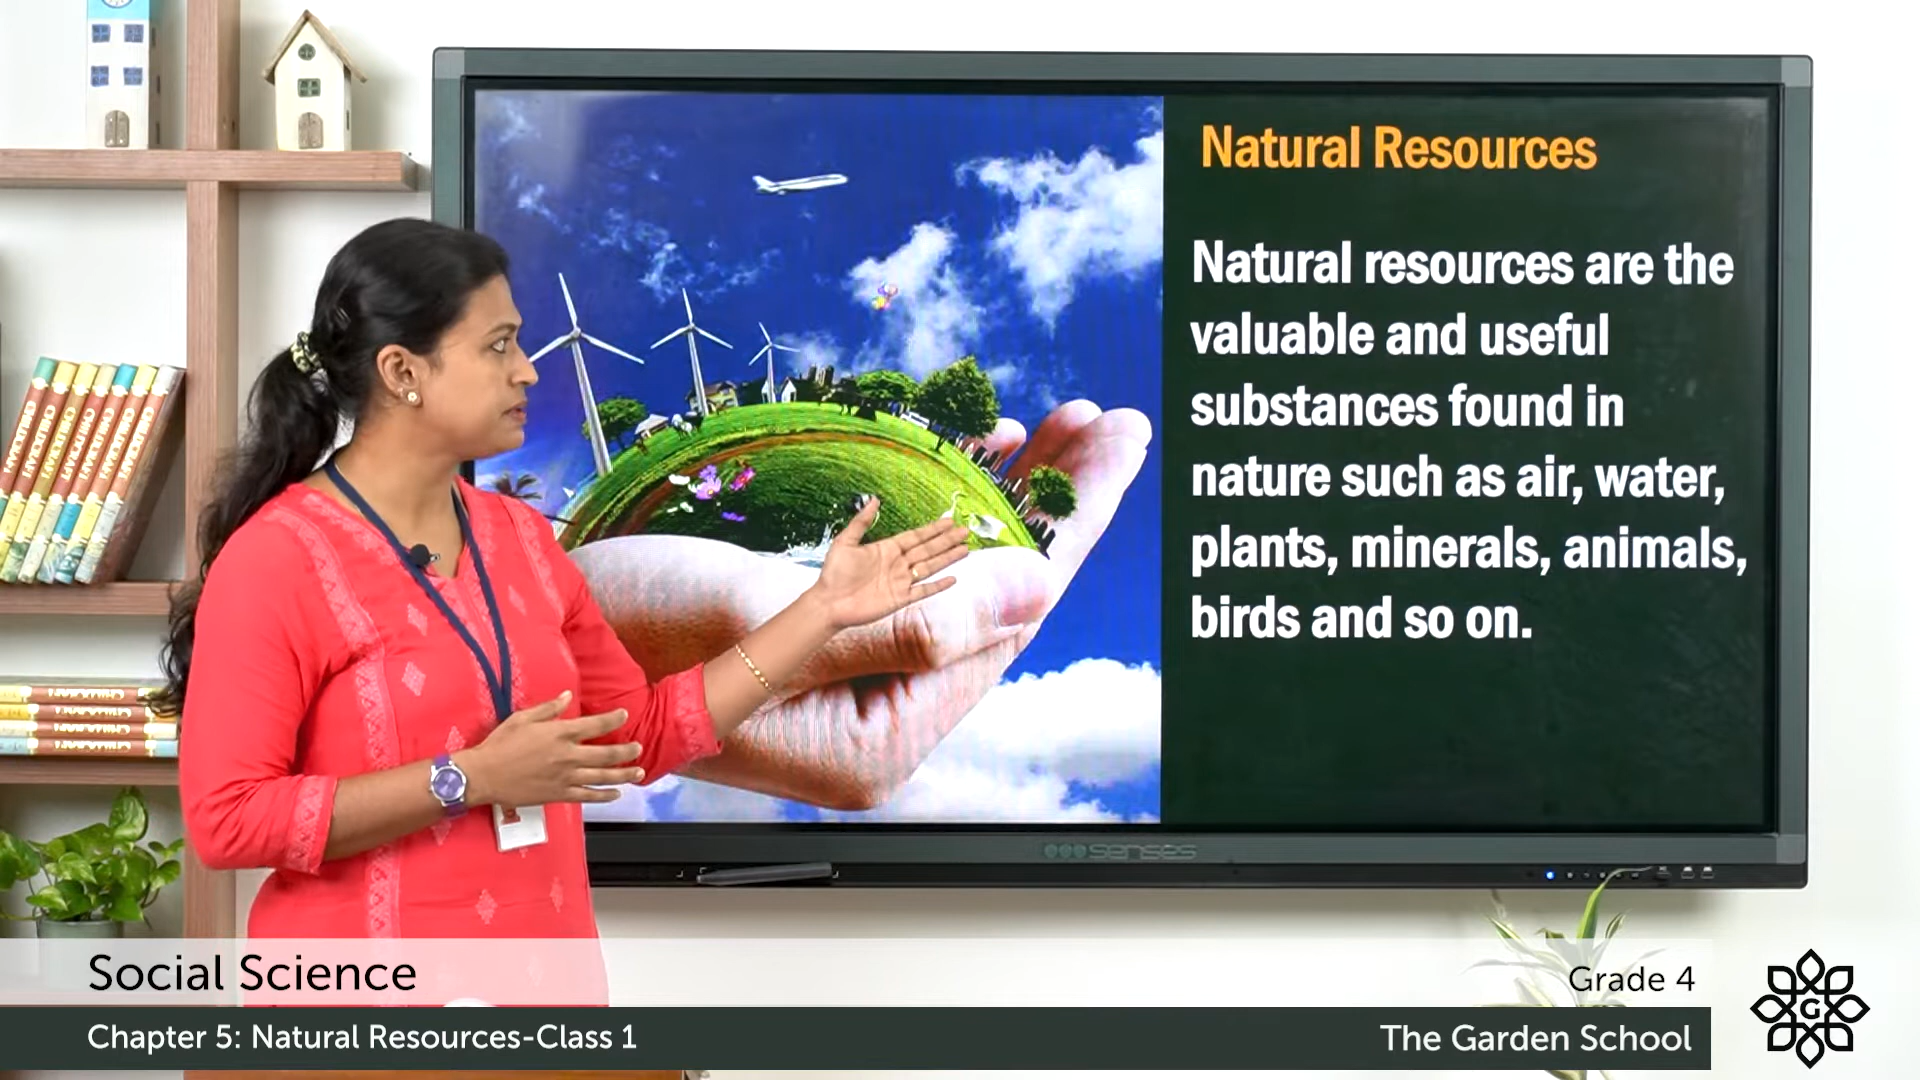 Natural Resources
Natural resources are the
valuable and useful
substances found in
nature such as air, water,
plants, minerals, animals,
birds and so on.
senses
Social Science
Grade 4
Chapter 5: Natural Resources-Class 1
The Garden School
G